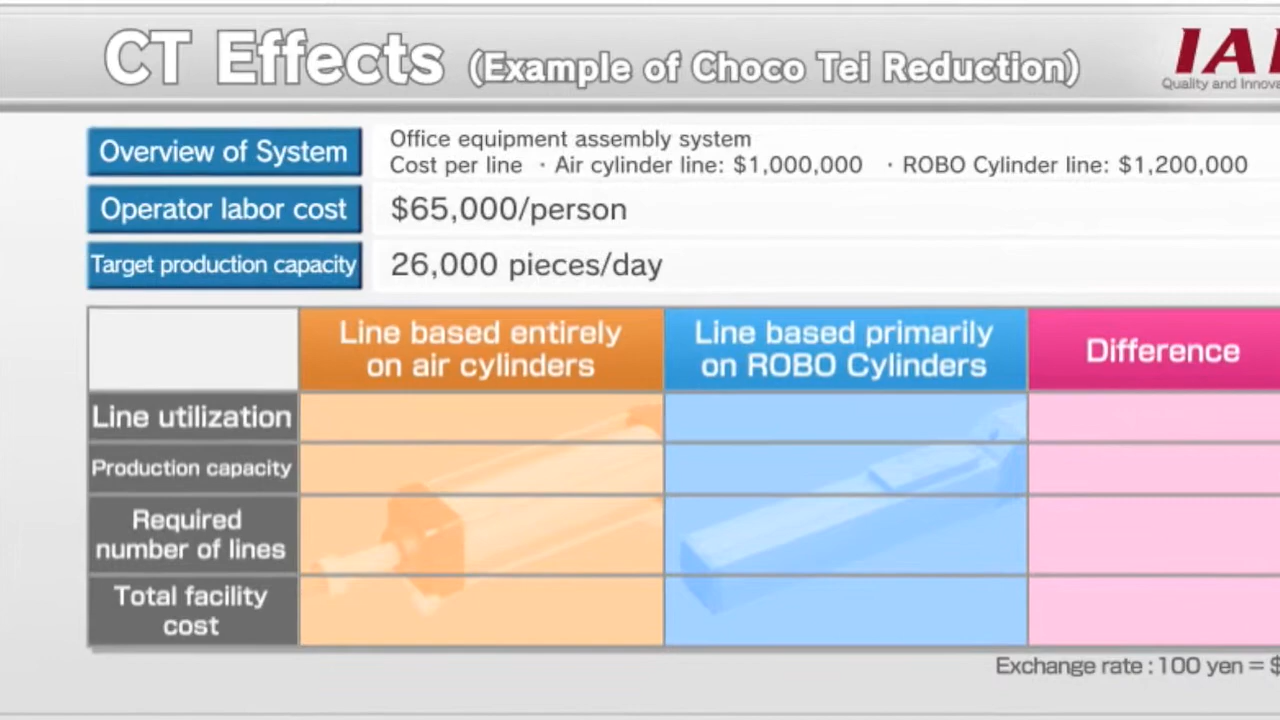 CT Effects (Example of Choco Tei Reduction)
IAI
Quality and Innova
Overview of System
Office equipment assembly system
Cost per line ・Air cylinder line: $1,000,000 ・ROBO Cylinder line: $1,200,000
Operator labor cost
$65,000/person
Target production capacity
26,000 pieces/day
Line based entirely
on air cylinders
Line based primarily
on ROBO Cylinders
Difference
Line utilization
Production capacity
Required
number of lines
Total facility
cost
Exchange rate : 100 yen = $